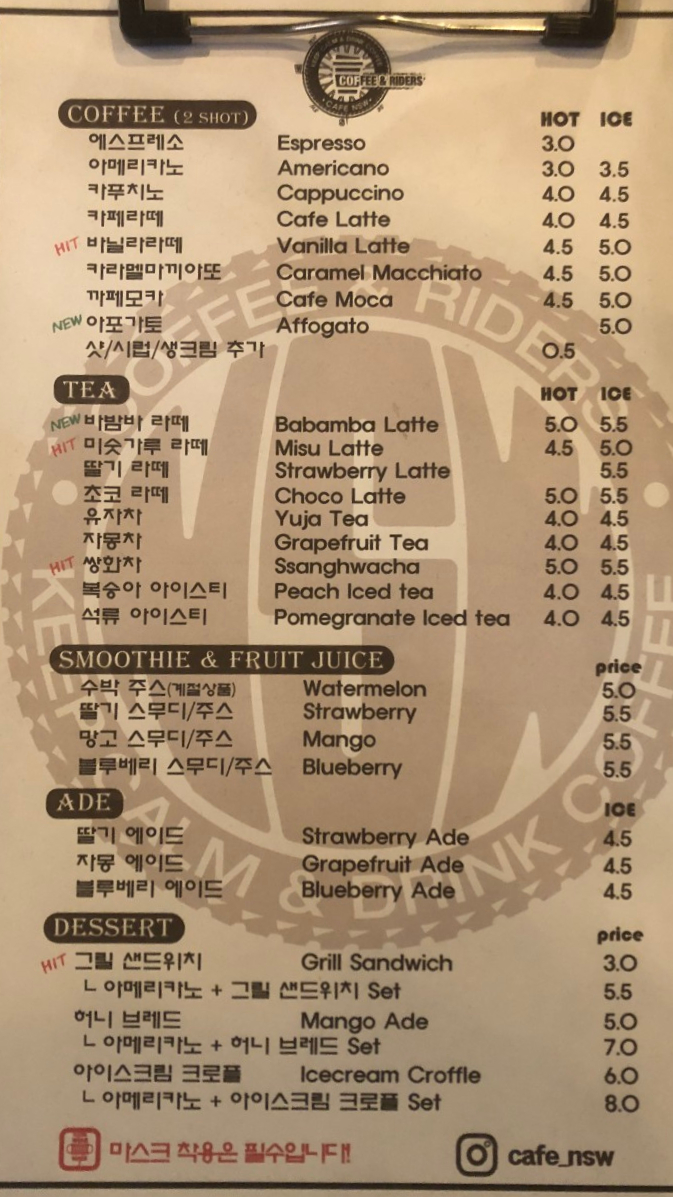 COFFEE & RIDERS'
CAFE NSW
COFFEE (2 SHOT) HOT ICE
에스프레소 Espresso 3.0
아메리카노 Americano 3.0 3.5
카푸치노 Cappuccino 4.0 4.5
카페라떼 Cafe Latte 4.0 4.5
HIT 바닐라라떼 Vanilla Latte 4.5 5.0
카라멜마끼아또 Caramel Macchiato 4.5 5.0
까페모카 Cafe Moca 4.5 5.0
NEW 아포가토 Affogato 5.0
샷/시럽/생크림 추가 0.5
TEA HOT ICE
NEW 바밤바 라떼 Babamba Latte 5.0 5.5
HIT 미숫가루 라떼 Misu Latte 4.5 5.0
딸기 라떼 Strawberry Latte 5.5
초코 라떼 Choco Latte 5.0 5.5
유자차 Yuja Tea 4.0 4.5
자몽차 Grapefruit Tea 4.0 4.5
HIT 쌍화차 Ssanghwacha 5.0 5.5
복숭아 아이스티 Peach Iced tea 4.0 4.5
석류 아이스티 Pomegranate Iced tea 4.0 4.5
SMOOTHIE & FRUIT JUICE price
수박 주스(계절상품) Watermelon 5.0
딸기 스무디/주스 Strawberry 5.5
망고 스무디/주스 Mango 5.5
블루베리 스무디/주스 Blueberry 5.5
ADE ICE
딸기 에이드 Strawberry Ade 4.5
자몽 에이드 Grapefruit Ade 4.5
블루베리 에이드 Blueberry Ade 4.5
DESSERT price
HIT 그릴 샌드위치 Grill Sandwich 3.0
ㄴ 아메리카노 + 그릴 샌드위치 Set 5.5
허니 브레드 Mango Ade 5.0
ㄴ 아메리카노 + 허니 브레드 Set 7.0
아이스크림 크로플 Icecream Croffle 6.0
ㄴ 아메리카노 + 아이스크림 크로플 Set 8.0
마스크 착용은 필수입니다!
cafe_nsw
COFFEE & RIDERS
KEEP CALM & DRINK COFFEE